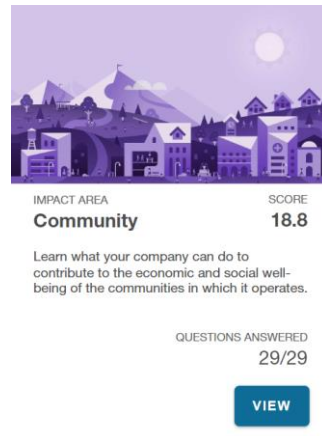 IMPACT AREA SCORE
Community 18.8
Learn what your company can do to
contribute to the economic and social well-
being of the communities in which it operates.
QUESTIONS ANSWERED
29/29
VIEW